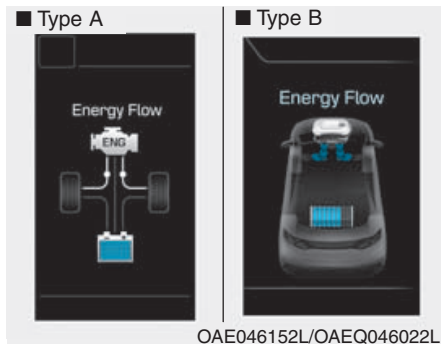 ■ Type A
■ Type B
Energy Flow
ENG
Energy Flow
OAE046152L/OAEQ046022L